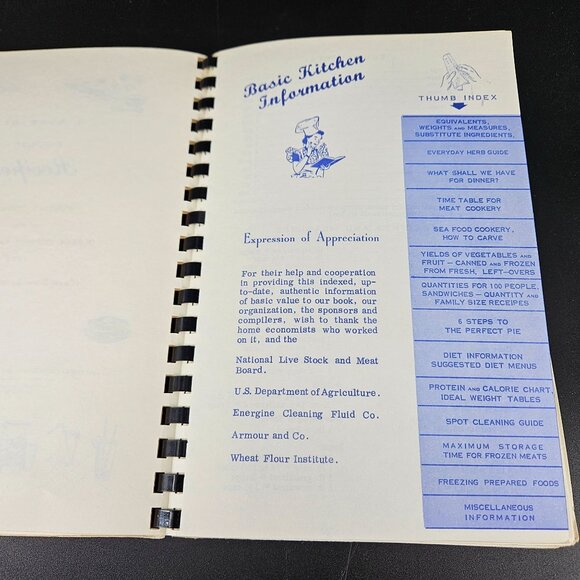 Basic Kitchen
Information
THUMB INDEX
EQUIVALENTS,
WEIGHTS AND MEASURES,
SUBSTITUTE INGREDIENTS,
EVERYDAY HERB GUIDE
WHAT SHALL WE HAVE
FOR DINNER?
TIME TABLE FOR
MEAT COOKERY
SEA FOOD COOKERY,
HOW TO CARVE
YIELDS OF VEGETABLES AND
FRUIT — CANNED AND FROZEN
FROM FRESH, LEFT-OVERS
QUANTITIES FOR 100 PEOPLE,
SANDWICHES — QUANTITY AND
FAMILY SIZE RECEIPES
6 STEPS TO
THE PERFECT PIE
DIET INFORMATION
SUGGESTED DIET MENUS
PROTEIN AND CALORIE CHART,
IDEAL WEIGHT TABLES
SPOT CLEANING GUIDE
MAXIMUM STORAGE
TIME FOR FROZEN MEATS
FREEZING PREPARED FOODS
MISCELLANEOUS
INFORMATION
Expression of Appreciation
For their help and cooperation
in providing this indexed, up-
to-date, authentic information
of basic value to our book, our
organization, the sponsors and
compilers, wish to thank the
home economists who worked
on it, and the
National Live Stock and Meat
Board.
U.S. Department of Agriculture.
Energine Cleaning Fluid Co.
Armour and Co.
Wheat Flour Institute.